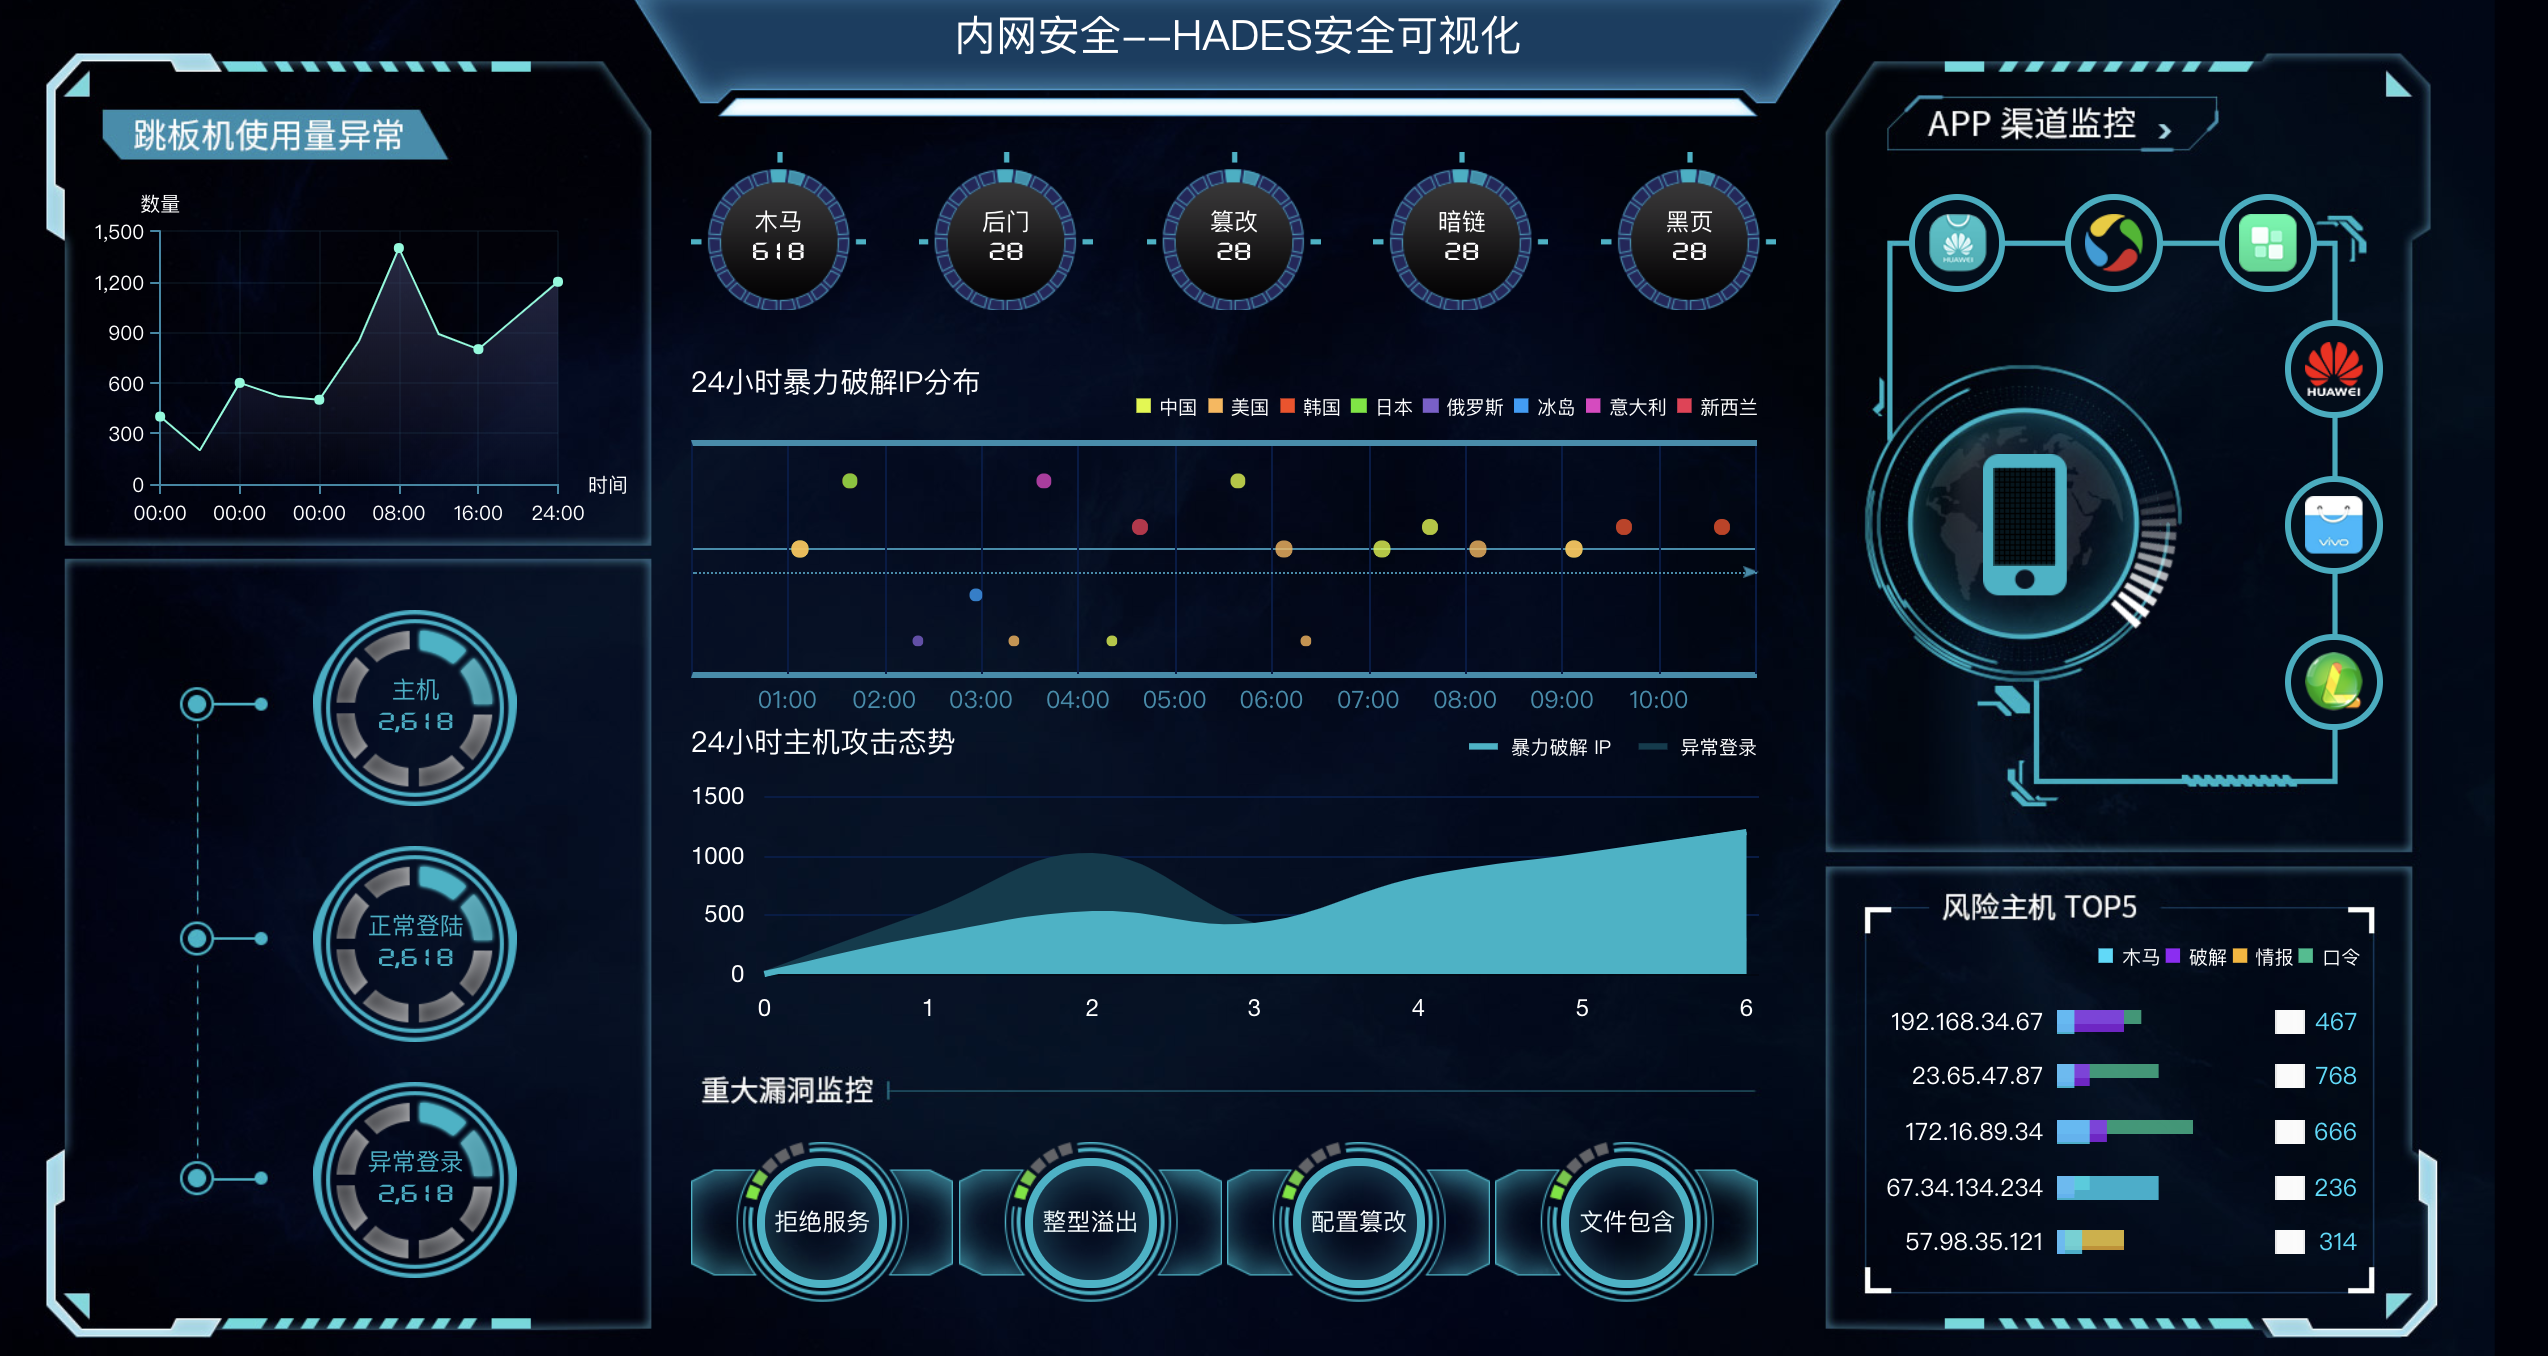 内网安全--HADES安全可视化
跳板机使用量异常
数量
1,500
1,200
900
600
300
0
00:00 00:00 00:00 08:00 16:00 24:00
时间
主机
2,618
正常登陆
2,618
异常登录
2,618
木马
618
后门
28
篡改
28
暗链
28
黑页
28
24小时暴力破解IP分布
中国 美国 韩国 日本 俄罗斯 冰岛 意大利 新西兰
01:00 02:00 03:00 04:00 05:00 06:00 07:00 08:00 09:00 10:00
24小时主机攻击态势
暴力破解 IP 异常登录
1500
1000
500
0
0 1 2 3 4 5 6
重大漏洞监控
拒绝服务
整型溢出
配置篡改
文件包含
APP 渠道监控
HUAWEI
HUAWEI
vivo
风险主机 TOP5
木马 破解 情报 口令
192.168.34.67 467
23.65.47.87 768
172.16.89.34 666
67.34.134.234 236
57.98.35.121 314